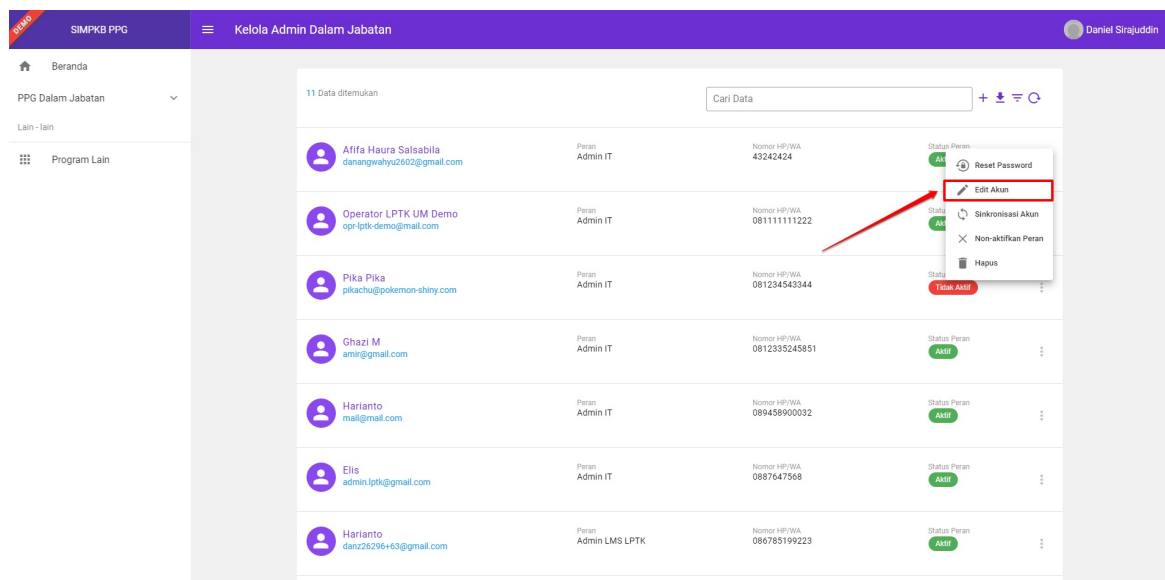 DEMO
SIMPKB PPG
Kelola Admin Dalam Jabatan
Daniel Sirajuddin
Beranda
PPG Dalam Jabatan
Lain - lain
Program Lain
11 Data ditemukan
Cari Data
Afifa Haura Salsabila
danangwahyu2602@gmail.com
Peran
Admin IT
Nomor HP/WA
43242424
Status Peran
Reset Password
Edit Akun
Sinkronisasi Akun
Non-aktifkan Peran
Hapus
Operator LPTK UM Demo
opr-lptk-demo@mail.com
Peran
Admin IT
Nomor HP/WA
081111111222
Pika Pika
pikachu@pokemon-shiny.com
Peran
Admin IT
Nomor HP/WA
081234543344
Tidak Aktif
Ghazi M
amir@gmail.com
Peran
Admin IT
Nomor HP/WA
0812335245851
Status Peran
Aktif
Harianto
mail@mail.com
Peran
Admin IT
Nomor HP/WA
089458900032
Status Peran
Aktif
Elis
admin.lptk@gmail.com
Peran
Admin IT
Nomor HP/WA
0887647568
Status Peran
Aktif
Harianto
danz26296+63@gmail.com
Peran
Admin LMS LPTK
Nomor HP/WA
086785199223
Status Peran
Aktif